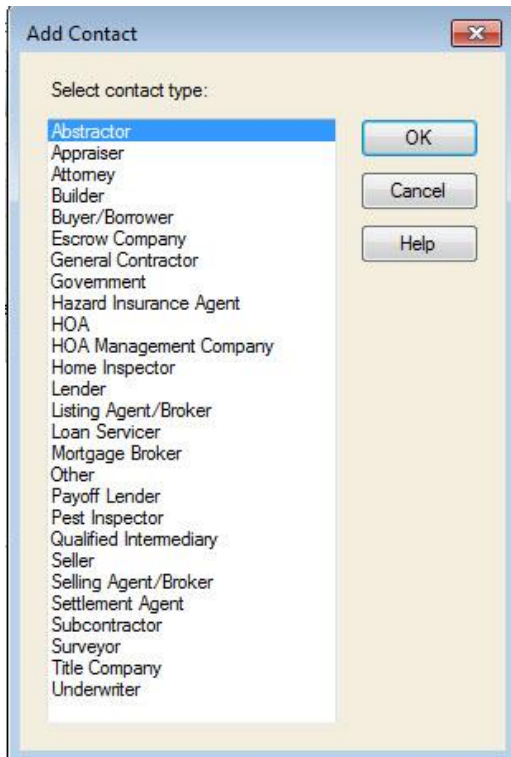 Add Contact
Select contact type:
Abstractor
Appraiser
Attorney
Builder
Buyer/Borrower
Escrow Company
General Contractor
Government
Hazard Insurance Agent
HOA
HOA Management Company
Home Inspector
Lender
Listing Agent/Broker
Loan Servicer
Mortgage Broker
Other
Payoff Lender
Pest Inspector
Qualified Intermediary
Seller
Selling Agent/Broker
Settlement Agent
Subcontractor
Surveyor
Title Company
Underwriter
OK
Cancel
Help